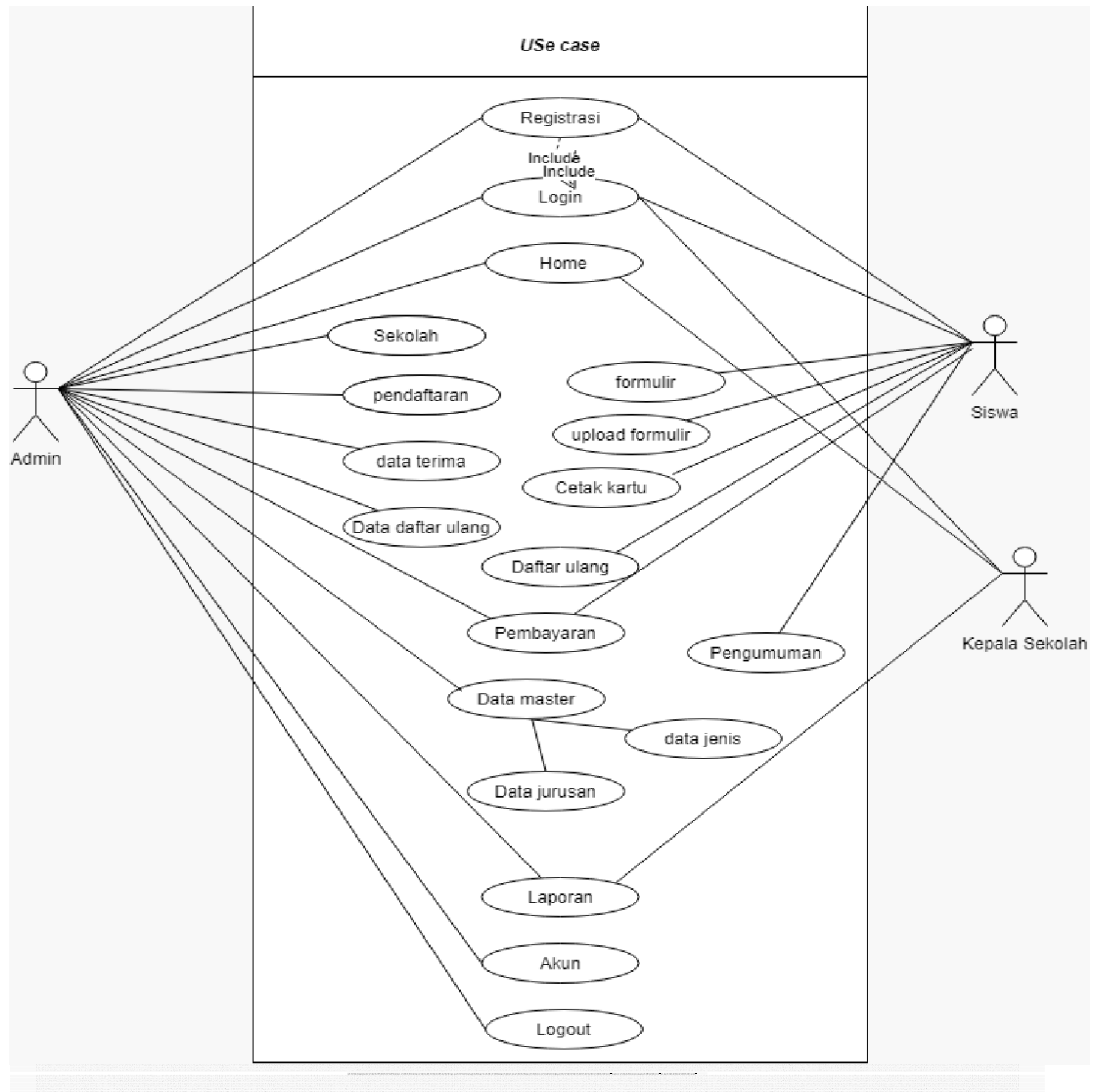 USe case
Registrasi
Include
Include
Login
Home
Sekolah
formulir
pendaftaran
Siswa
upload formulir
Admin
data terima
Cetak kartu
Data daftar ulang
Daftar ulang
Pembayaran
Kepala Sekolah
Pengumuman
Data master
data jenis
Data jurusan
Laporan
Akun
Logout